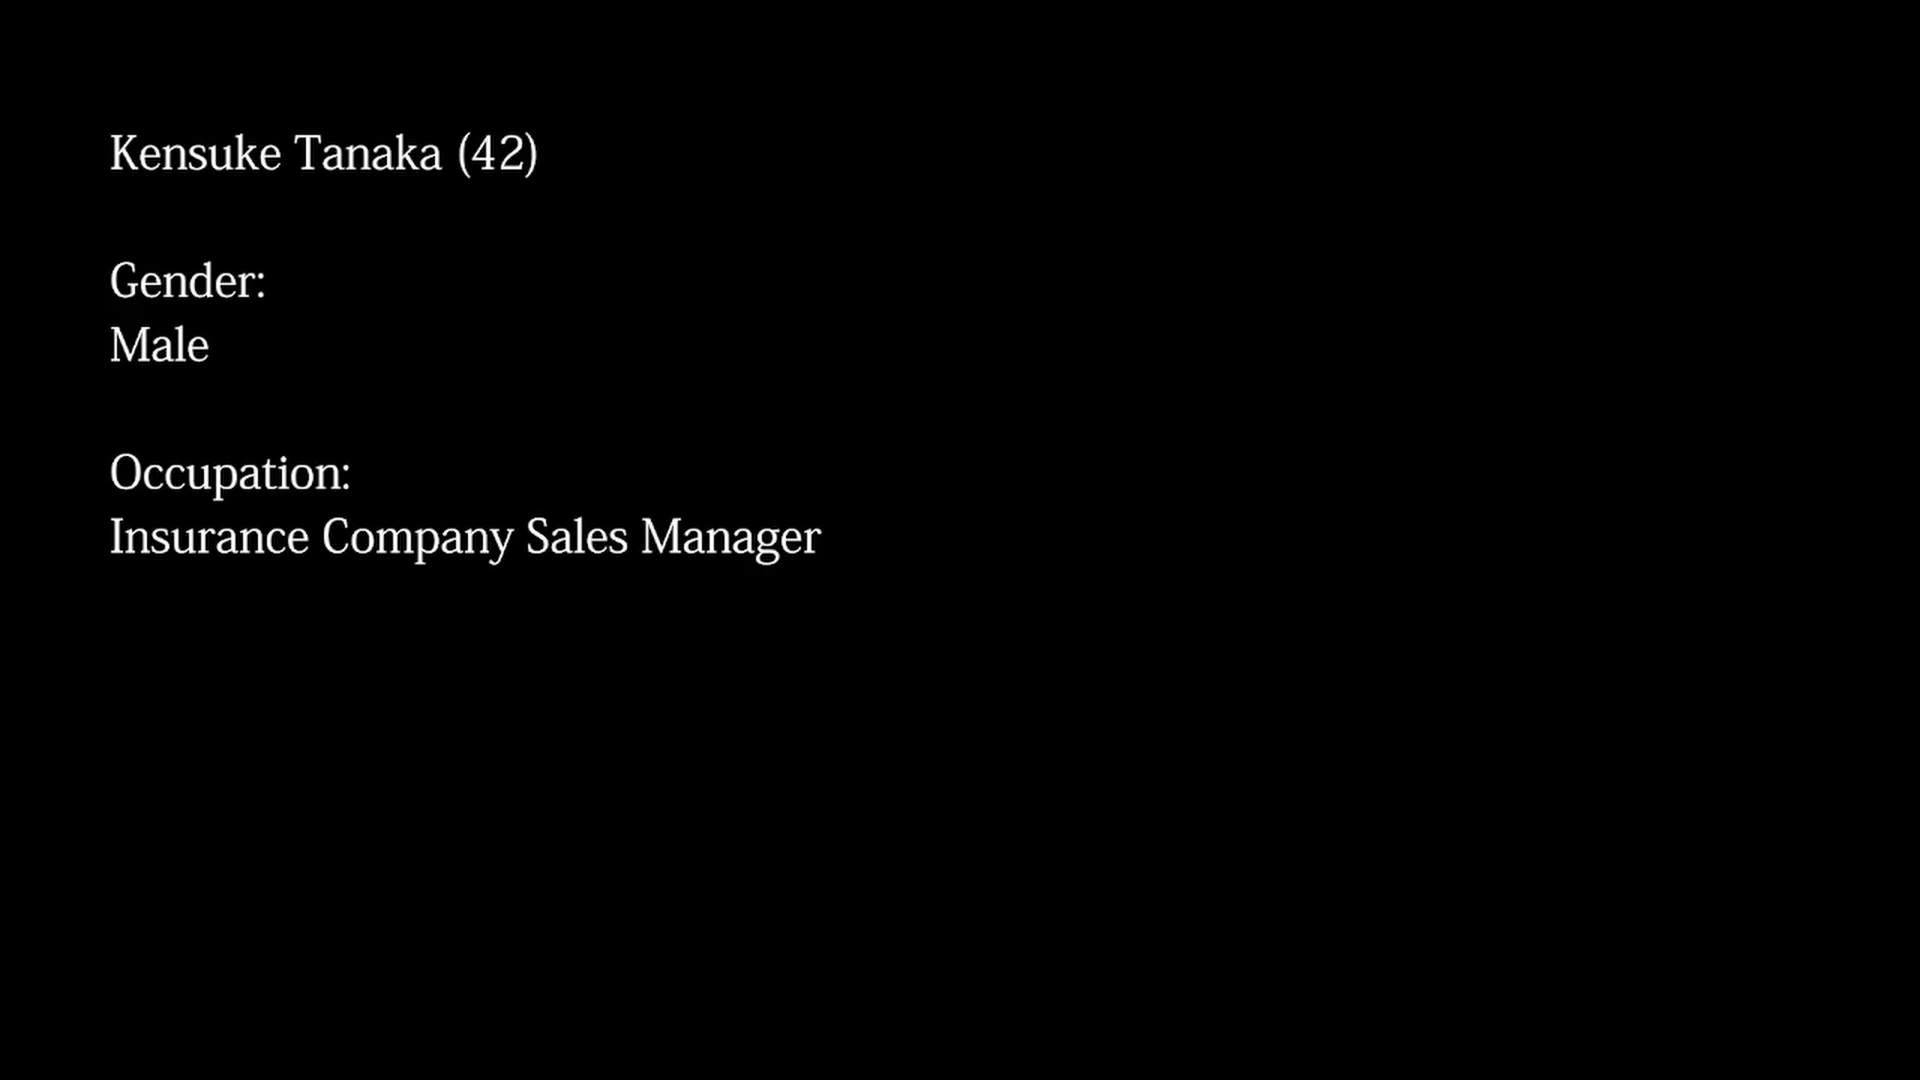 Kensuke Tanaka (42)
Gender:
Male
Occupation:
Insurance Company Sales Manager